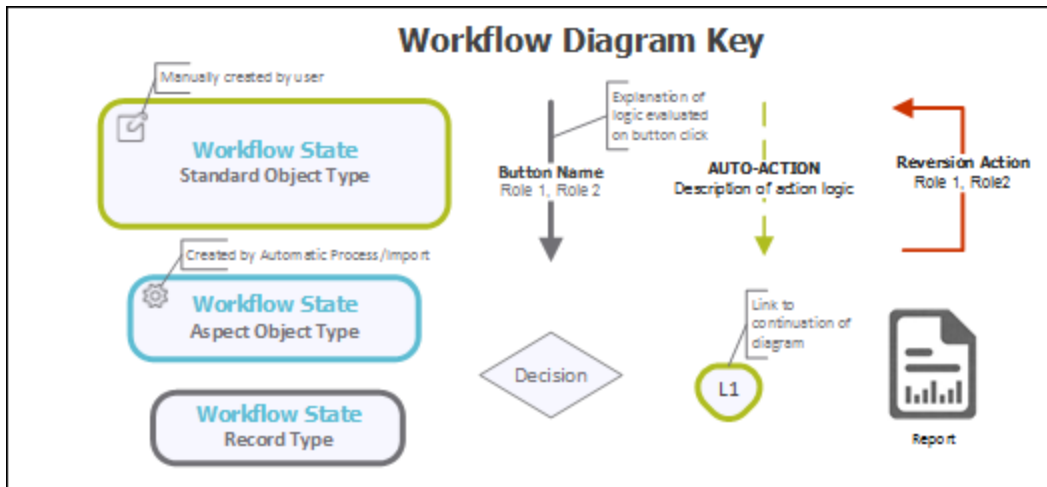 Workflow Diagram Key
Manually created by user
Workflow State
Standard Object Type
Created by Automatic Process/Import
Workflow State
Aspect Object Type
Workflow State
Record Type
Explanation of
logic evaluated
on button click
Button Name
Role 1, Role 2
AUTO-ACTION
Description of action logic
Reversion Action
Role 1, Role2
Decision
Link to
continuation of
diagram
L1
Report